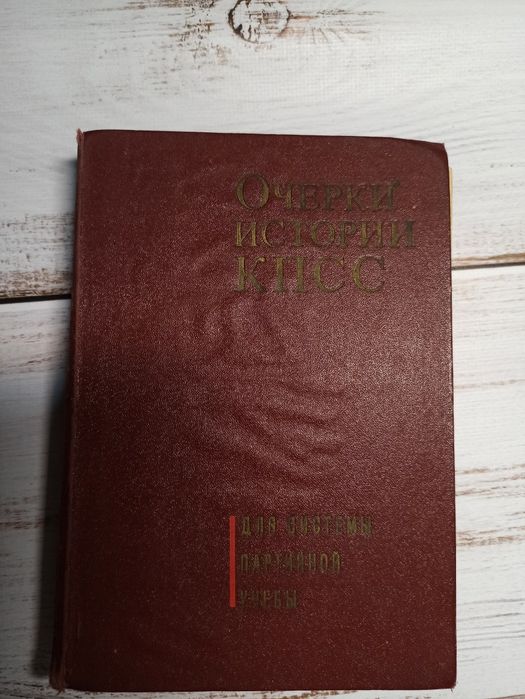 ОЧЕРКИ
ИСТОРИИ
КПСС
ДЛЯ СИСТЕМЫ
ПАРТИЙНОЙ
УЧЕБЫ